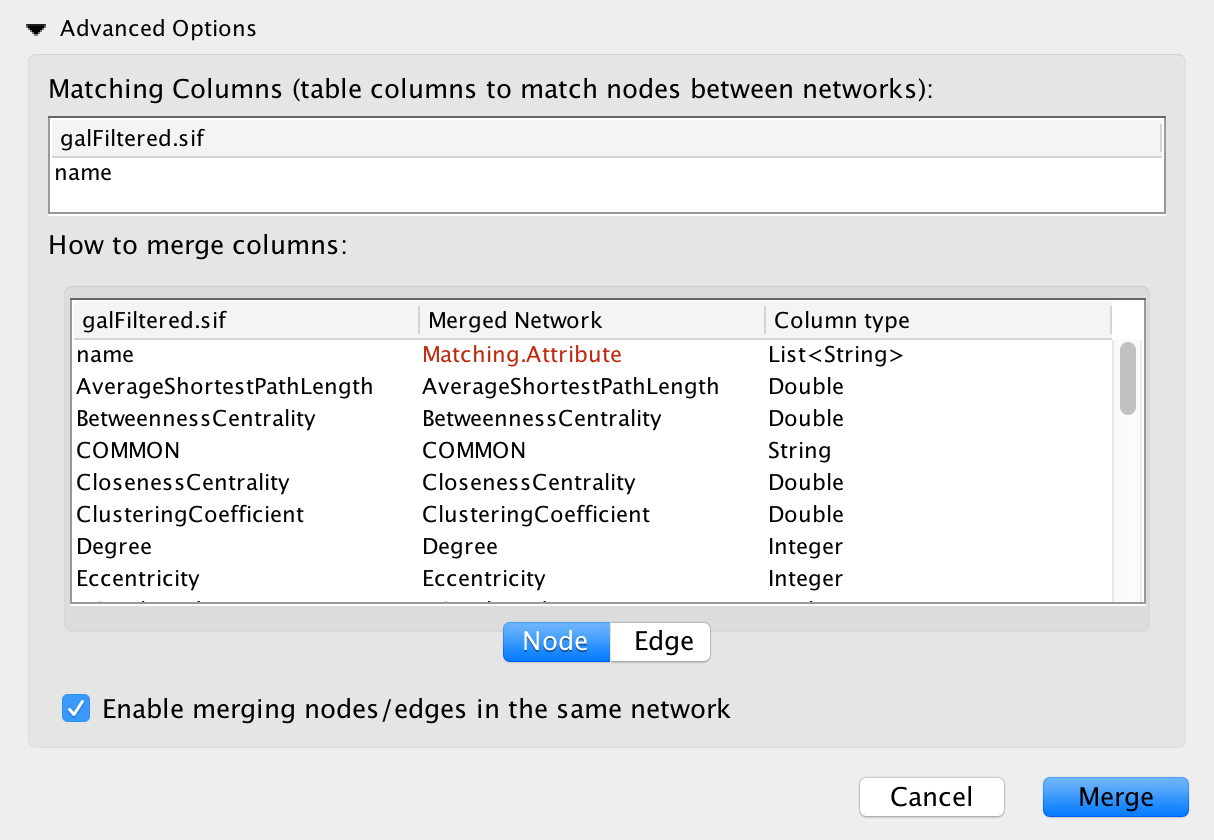 Advanced Options
Matching Columns (table columns to match nodes between networks):
galFiltered.sif
name
How to merge columns:
galFiltered.sif Merged Network Column type
name Matching.Attribute List<String>
AverageShortestPathLength AverageShortestPathLength Double
BetweennessCentrality BetweennessCentrality Double
COMMON COMMON String
ClosenessCentrality ClosenessCentrality Double
ClusteringCoefficient ClusteringCoefficient Double
Degree Degree Integer
Eccentricity Eccentricity Integer
Node Edge
Enable merging nodes/edges in the same network
Cancel Merge